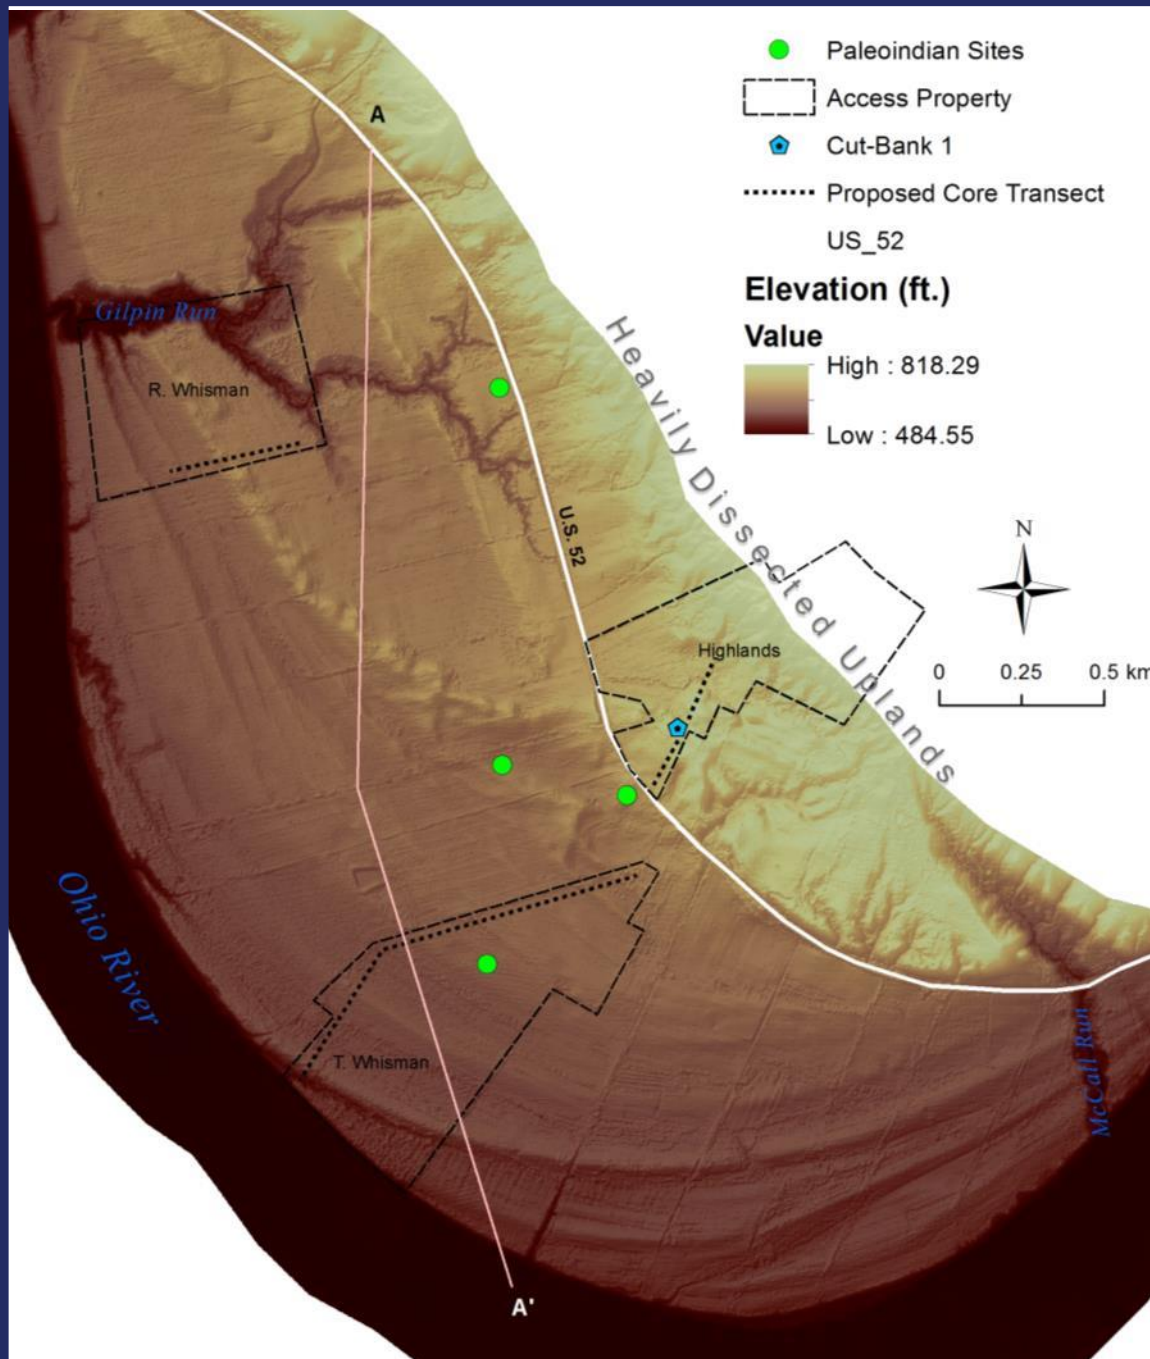 Paleoindian Sites
Access Property
Cut-Bank 1
Proposed Core Transect
US_52
Elevation (ft.)
Value
High : 818.29
Low : 484.55
A
Gilpin Run
R. Whisman
Heavily Dissected Uplands
U.S. 52
N
0 0.25 0.5 km
Highlands
Ohio River
T. Whisman
McCall Run
A'